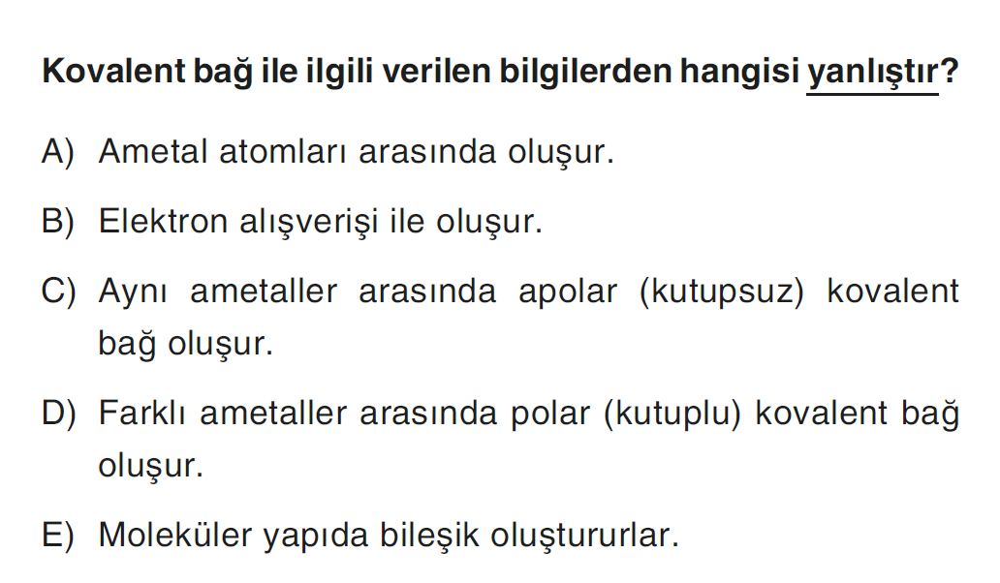 Kovalent bağ ile ilgili verilen bilgilerden hangisi yanlıştır?
A) Ametal atomları arasında oluşur.
B) Elektron alışverişi ile oluşur.
C) Aynı ametaller arasında apolar (kutupsuz) kovalent
bağ oluşur.
D) Farklı ametaller arasında polar (kutuplu) kovalent bağ
oluşur.
E) Moleküler yapıda bileşik oluştururlar.